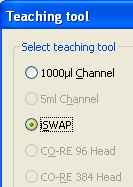 Teaching tool
Select teaching tool
1000µl Channel
5ml Channel
iSWAP
CO-RE 96 Head
CO-RE 384 Head